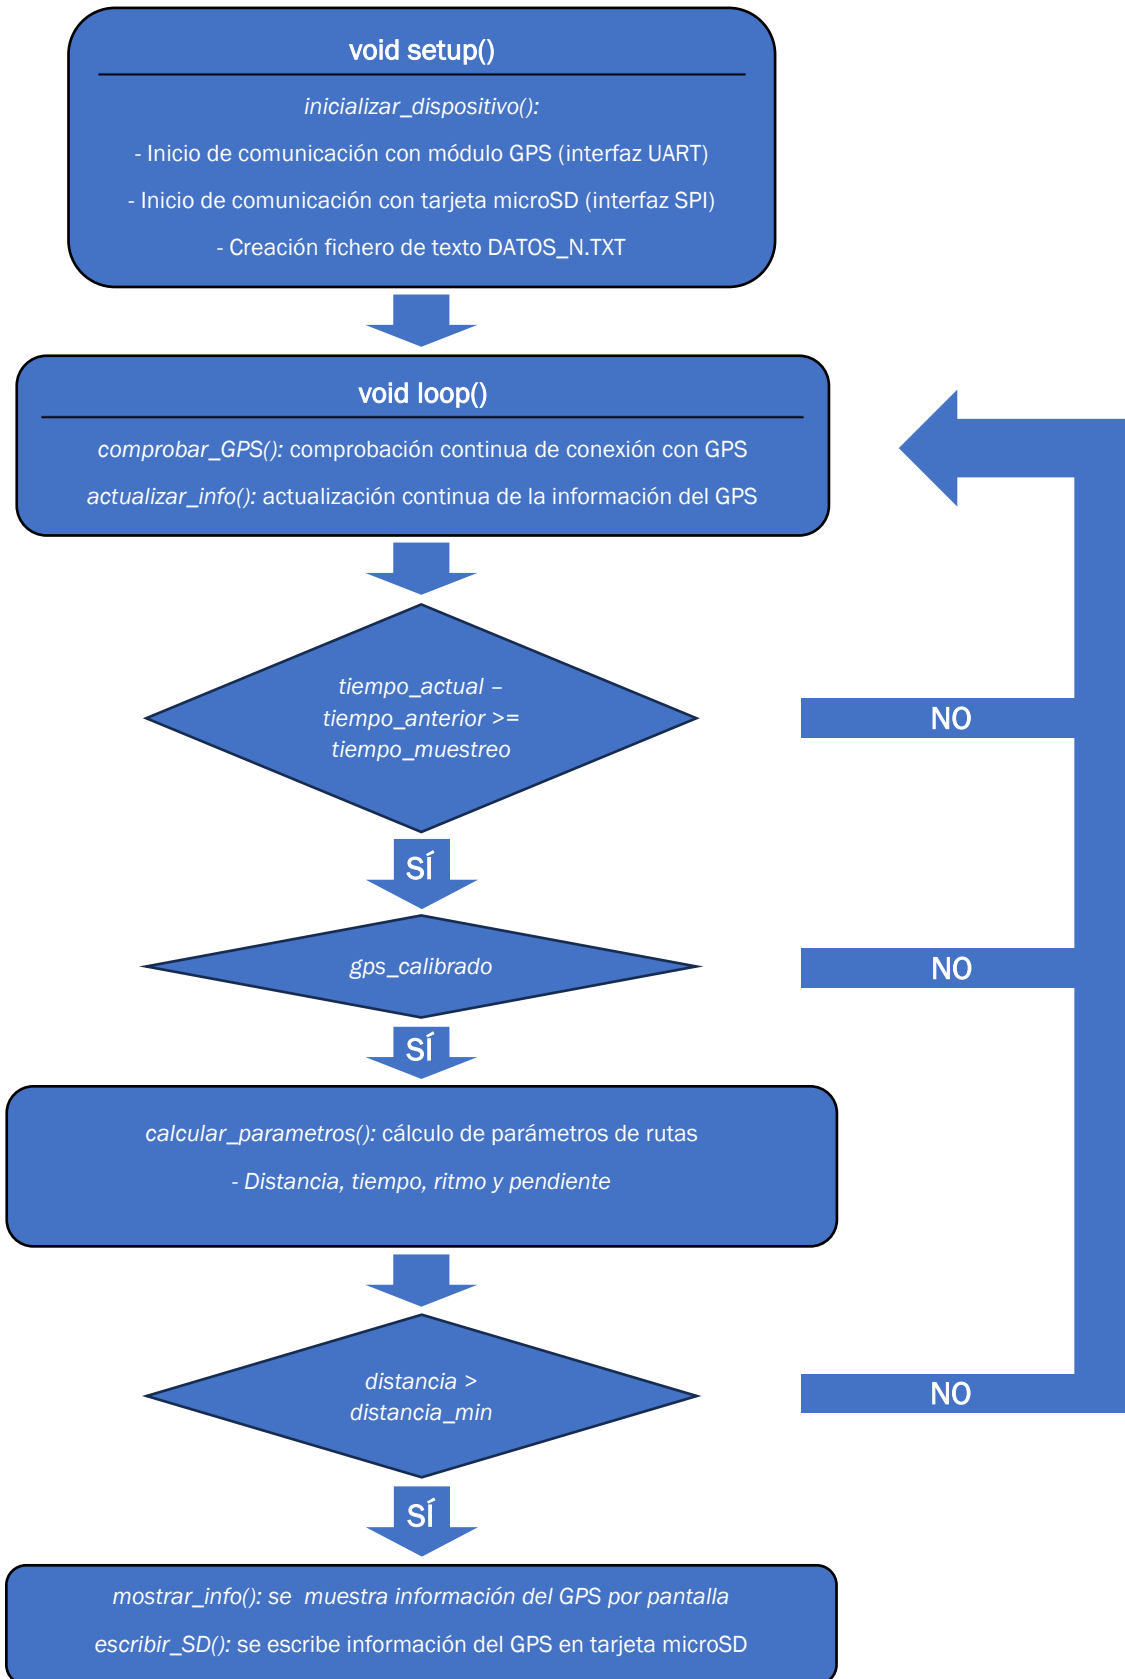 void setup()
inicializar_dispositivo():
- Inicio de comunicación con módulo GPS (interfaz UART)
- Inicio de comunicación con tarjeta microSD (interfaz SPI)
- Creación fichero de texto DATOS_N.TXT
void loop()
comprobar_GPS(): comprobación continua de conexión con GPS
actualizar_info(): actualización continua de la información del GPS
tiempo_actual –
tiempo_anterior >=
tiempo_muestreo
NO
SÍ
gps_calibrado
NO
SÍ
calcular_parametros(): cálculo de parámetros de rutas
- Distancia, tiempo, ritmo y pendiente
distancia >
distancia_min
NO
SÍ
mostrar_info(): se  muestra información del GPS por pantalla
escribir_SD(): se escribe información del GPS en tarjeta microSD